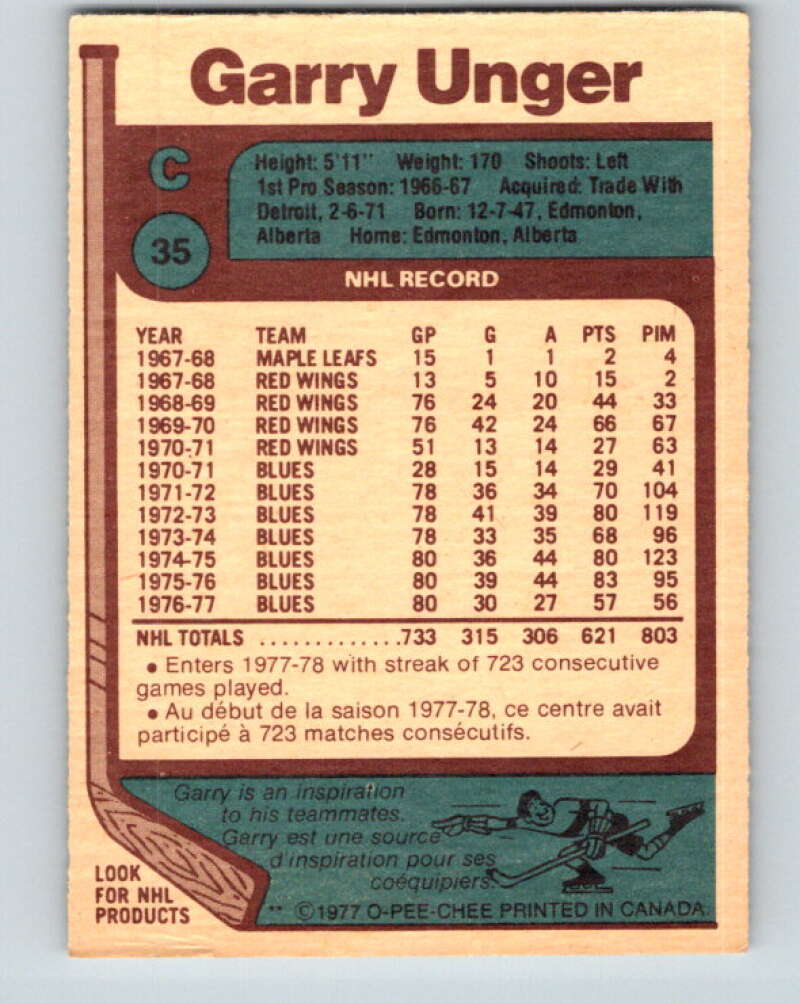 Garry Unger
C
35
Height: 5'11" Weight: 170 Shoots: Left
1st Pro Season: 1966-67 Acquired: Trade With
Detroit, 2-6-71 Born: 12-7-47, Edmonton,
Alberta Home: Edmonton, Alberta
NHL RECORD
YEAR TEAM GP G A PTS PIM
1967-68 MAPLE LEAFS 15 1 1 2 4
1967-68 RED WINGS 13 5 10 15 2
1968-69 RED WINGS 76 24 20 44 33
1969-70 RED WINGS 76 42 24 66 67
1970-71 RED WINGS 51 13 14 27 63
1970-71 BLUES 28 15 14 29 41
1971-72 BLUES 78 36 34 70 104
1972-73 BLUES 78 41 39 80 119
1973-74 BLUES 78 33 35 68 96
1974-75 BLUES 80 36 44 80 123
1975-76 BLUES 80 39 44 83 95
1976-77 BLUES 80 30 27 57 56
NHL TOTALS .............733 315 306 621 803
• Enters 1977-78 with streak of 723 consecutive
games played.
• Au début de la saison 1977-78, ce centre avait
participé à 723 matches consécutifs.
Garry is an inspiration
to his teammates.
Garry est une source
d'inspiration pour ses
coéquipiers.
LOOK
FOR NHL
PRODUCTS
** ©1977 O-PEE-CHEE PRINTED IN CANADA